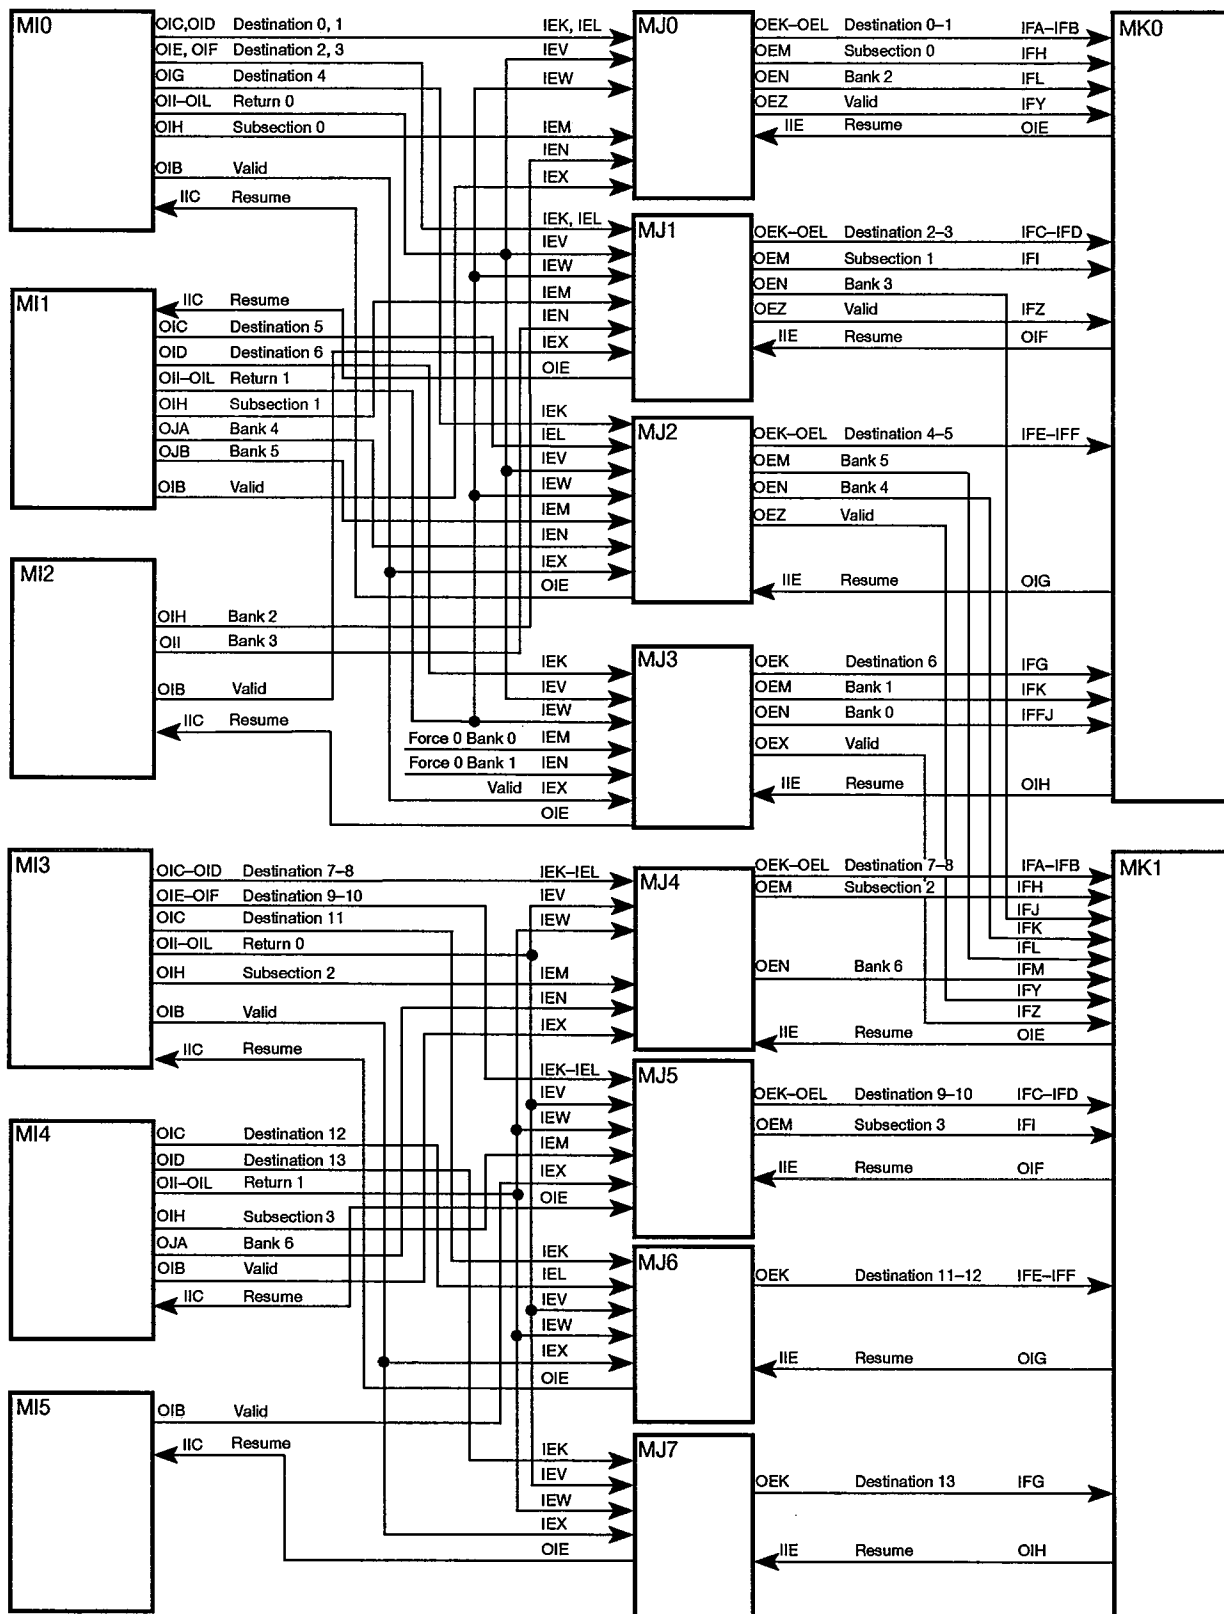 MI0
OIC,OID Destination 0, 1
OIE, OIF Destination 2, 3
OIG Destination 4
OII–OIL Return 0
OIH Subsection 0
OIB Valid
IIC Resume
MI1
IIC Resume
OIC Destination 5
OID Destination 6
OII–OIL Return 1
OIH Subsection 1
OJA Bank 4
OJB Bank 5
OIB Valid
MI2
OIH Bank 2
OII Bank 3
OIB Valid
IIC Resume
MI3
OIC–OID Destination 7–8
OIE–OIF Destination 9–10
OIC Destination 11
OII–OIL Return 0
OIH Subsection 2
OIB Valid
IIC Resume
MI4
OIC Destination 12
OID Destination 13
OII–OIL Return 1
OIH Subsection 3
OJA Bank 6
OIB Valid
IIC Resume
MI5
OIB Valid
IIC Resume
IEK, IEL
IEV
IEW
IEM
IEN
IEX
MJ0
IEK, IEL
IEV
IEW
IEM
IEN
IEX
OIE
MJ1
IEK
IEL
IEV
IEW
IEM
IEN
IEX
OIE
MJ2
IEK
IEV
IEW
Force 0 Bank 0 IEM
Force 0 Bank 1 IEN
Valid IEX
OIE
MJ3
IEK–IEL
IEV
IEW
IEM
IEN
IEX
MJ4
IEK–IEL
IEV
IEW
IEM
IEX
OIE
MJ5
IEK
IEL
IEV
IEW
IEX
OIE
MJ6
IEK
IEV
IEW
IEX
OIE
MJ7
OEK–OEL Destination 0–1 IFA–IFB
OEM Subsection 0 IFH
OEN Bank 2 IFL
OEZ Valid IFY
IIE Resume OIE
OEK–OEL Destination 2–3 IFC–IFD
OEM Subsection 1 IFI
OEN Bank 3
OEZ Valid IFZ
IIE Resume OIF
OEK–OEL Destination 4–5 IFE–IFF
OEM Bank 5
OEN Bank 4
OEZ Valid
IIE Resume OIG
OEK Destination 6 IFG
OEM Bank 1 IFK
OEN Bank 0 IFFJ
OEX Valid
IIE Resume OIH
MK0
OEK–OEL Destination 7–8 IFA–IFB
OEM Subsection 2 IFH
IFJ
IFK
IFL
OEN Bank 6 IFM
IFY
IFZ
IIE Resume OIE
OEK–OEL Destination 9–10 IFC–IFD
OEM Subsection 3 IFI
IIE Resume OIF
OEK Destination 11–12 IFE–IFF
IIE Resume OIG
OEK Destination 13 IFG
IIE Resume OIH
MK1